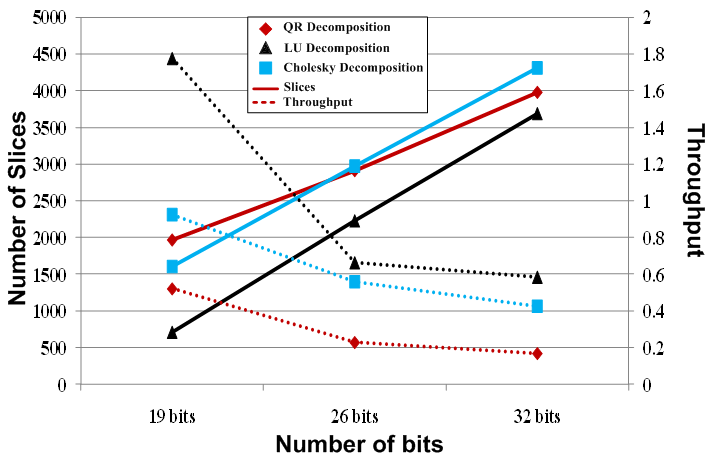 5000
4500
4000
3500
3000
2500
2000
1500
1000
500
0
Number of Slices
QR Decomposition
LU Decomposition
Cholesky Decomposition
Slices
Throughput
2
1.8
1.6
1.4
1.2
1
0.8
0.6
0.4
0.2
0
Throughput
19 bits
26 bits
32 bits
Number of bits